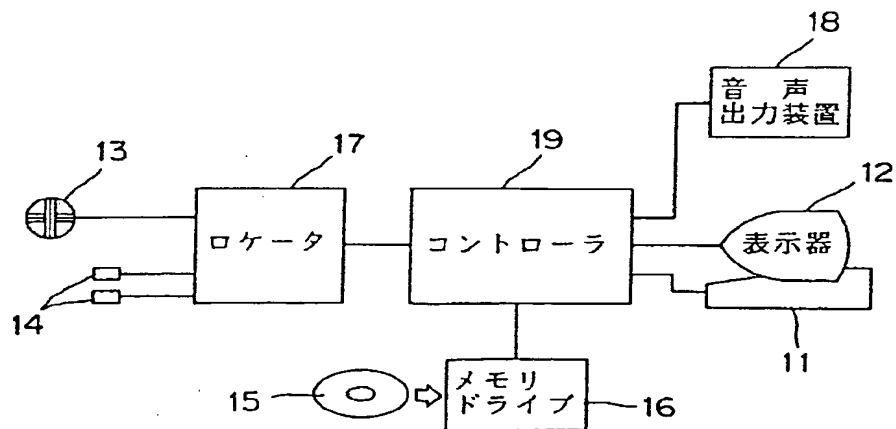 18
音声
出力装置
13
17
19
12
ロケータ
コントローラ
表示器
14
11
15
メモリ
ドライブ
16